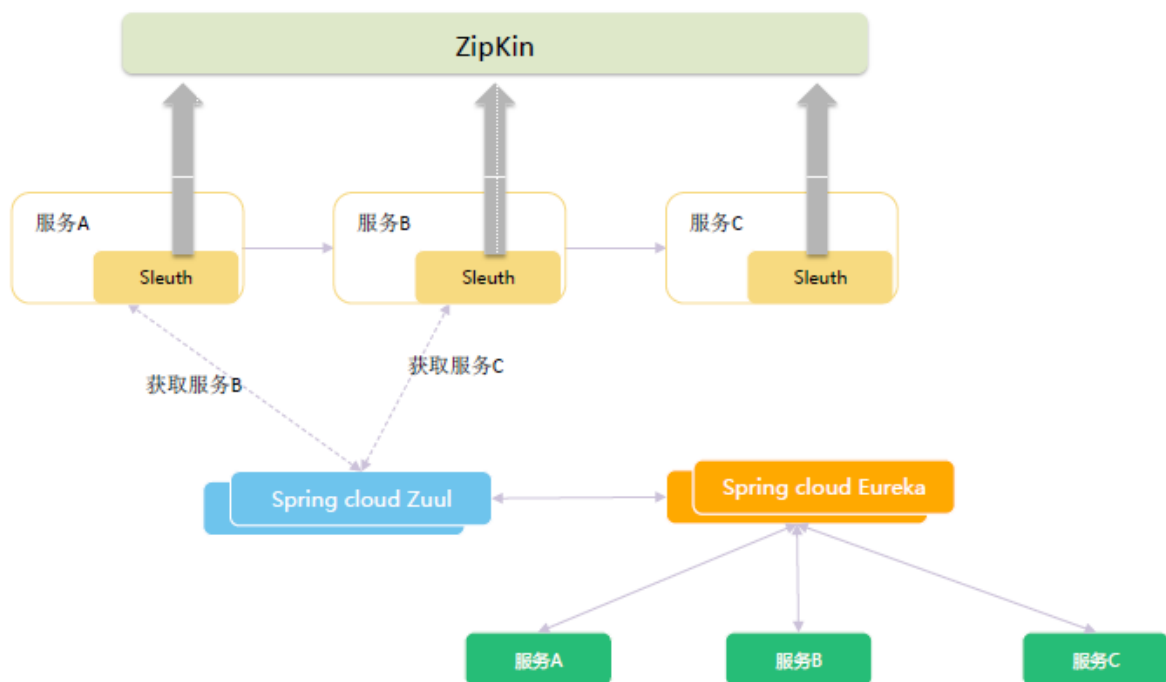 ZipKin
服务A
服务B
服务C
Sleuth
Sleuth
Sleuth
获取服务B
获取服务C
Spring cloud Zuul
Spring cloud Eureka
服务A
服务B
服务C